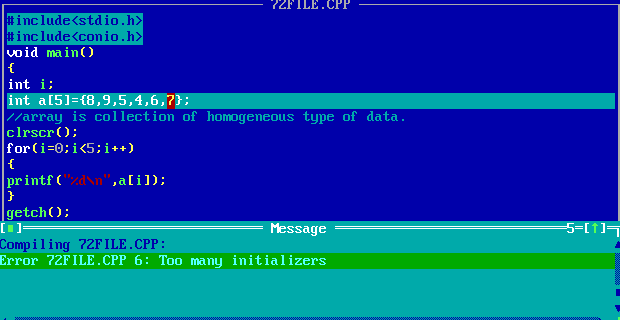 72FILE.CPP
#include<stdio.h>
#include<conio.h>
void main()
{
int i;
int a[5]={8,9,5,4,6,7};
//array is collection of homogeneous type of data.
clrscr();
for(i=0;i<5;i++)
{
printf("%d\n",a[i]);
}
getch();
[■] Message 5=[↑]
Compiling 72FILE.CPP:
Error 72FILE.CPP 6: Too many initializers